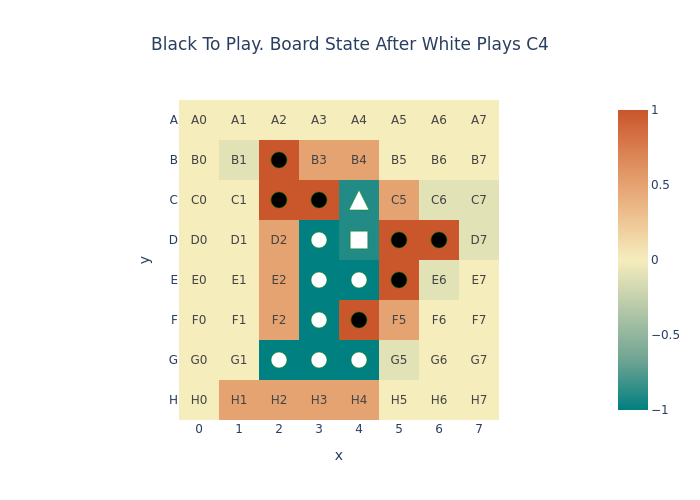 Black To Play. Board State After White Plays C4
A A0 A1 A2 A3 A4 A5 A6 A7
B B0 B1 B3 B4 B5 B6 B7
C C0 C1 C5 C6 C7
D D0 D1 D2 D7
E E0 E1 E2 E6 E7
F F0 F1 F2 F5 F6 F7
G G0 G1 G5 G6 G7
H H0 H1 H2 H3 H4 H5 H6 H7
0 1 2 3 4 5 6 7
x
y
1
0.5
0
−0.5
−1